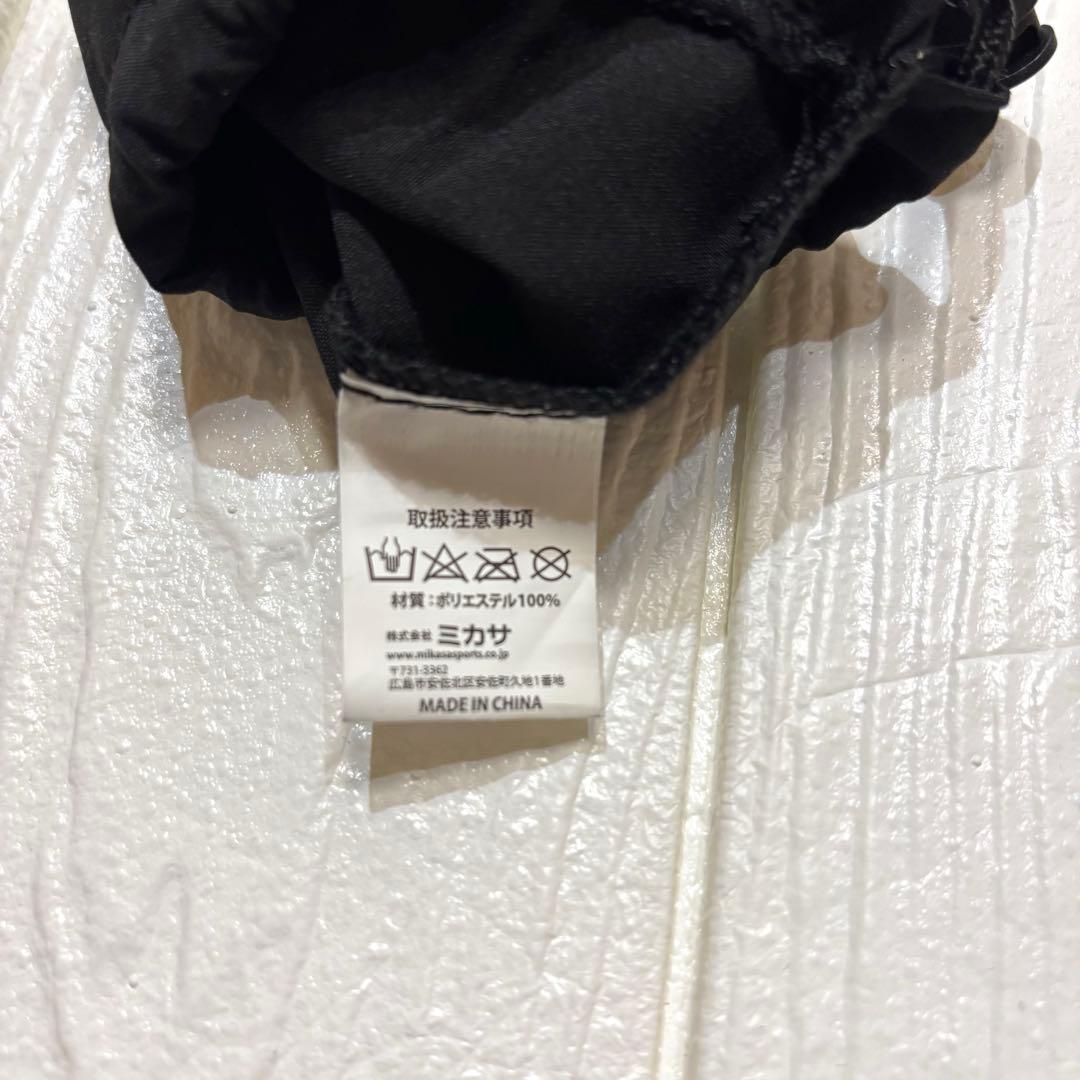 取扱注意事項
材質：ポリエステル100%
株式会社 ミカサ
www.mikasasports.co.jp
〒731-3362
広島市安佐北区安佐町久地1番地
MADE IN CHINA